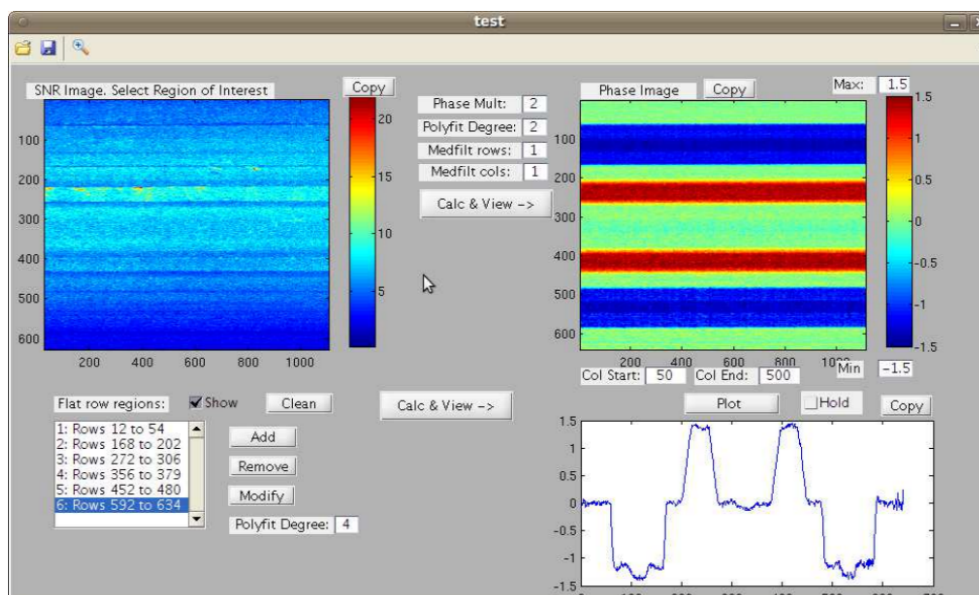 test
SNR Image. Select Region of Interest
Copy
20
15
10
5
100
200
300
400
500
600
200 400 600 800 1000
Phase Mult: 2
Polyfit Degree: 2
Medfilt rows: 1
Medfilt cols: 1
Calc & View ->
Phase Image
Copy
Max: 1.5
1.5
1
0.5
0
-0.5
-1
-1.5
100
200
300
400
500
600
200 400 600 800 1000
Min -1.5
Col Start: 50 Col End: 500
Flat row regions:
Show
Clean
Calc & View ->
1: Rows 12 to 54
2: Rows 168 to 202
3: Rows 272 to 306
4: Rows 356 to 379
5: Rows 452 to 480
6: Rows 592 to 634
Add
Remove
Modify
Polyfit Degree: 4
Plot
Hold
Copy
1.5
1
0.5
0
-0.5
-1
-1.5